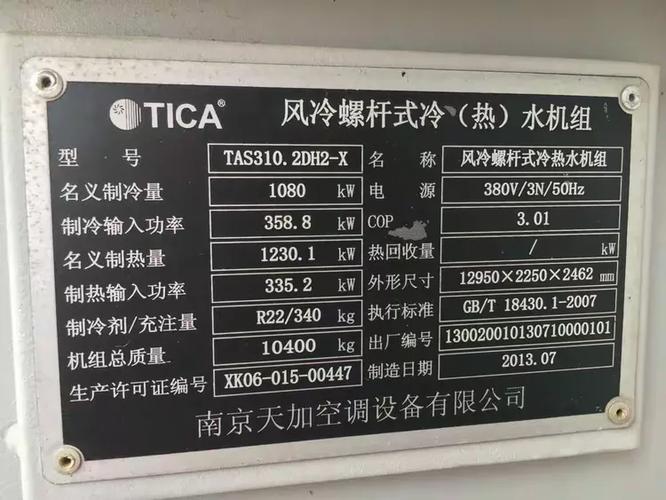 TICA® 风冷螺杆式冷（热）水机组
型 号 TAS310.2DH2-X 名 称 风冷螺杆式冷热水机组
名义制冷量 1080 kW 电 源 380V/3N/50Hz
制冷输入功率 358.8 kW COP 3.01
名义制热量 1230.1 kW 热回收量 / kW
制热输入功率 335.2 kW 外形尺寸 12950×2250×2462 mm
制冷剂/充注量 R22/340 kg 执行标准 GB/T 18430.1-2007
机组总质量 10400 kg 出厂编号 130020010130710000101
生产许可证编号 XK06-015-00447 制造日期 2013.07
南京天加空调设备有限公司